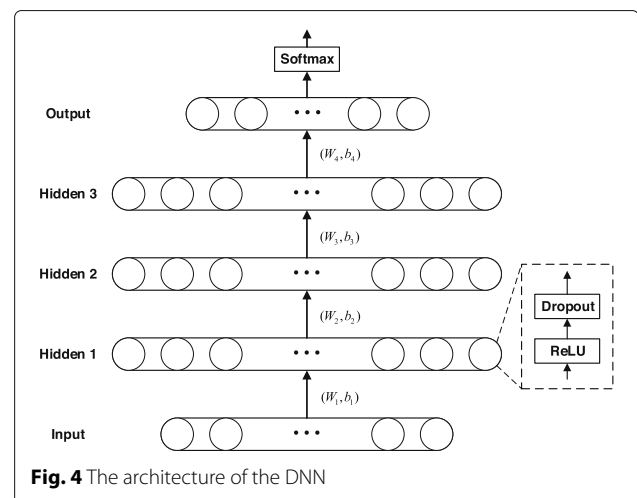 Softmax
Output
• • •
(W₄, b₄)
Hidden 3
• • •
(W₃, b₃)
Hidden 2
• • •
Dropout
(W₂, b₂)
Hidden 1
• • •
ReLU
(W₁, b₁)
Input
• • •
Fig. 4 The architecture of the DNN